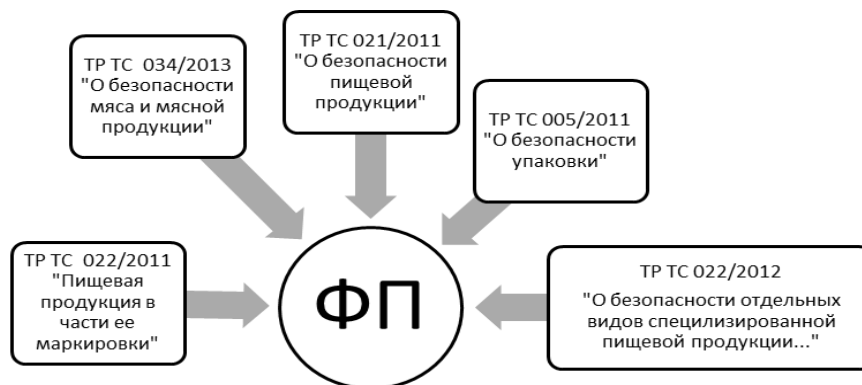 ТР ТС 034/2013
"О безопасности
мяса и мясной
продукции"
ТР ТС 021/2011
"О безопасности
пищевой
продукции"
ТР ТС 005/2011
"О безопасности
упаковки"
ТР ТС 022/2011
"Пищевая
продукция в
части ее
маркировки"
ФП
ТР ТС 022/2012
"О безопасности отдельных
видов специлизированной
пищевой продукции..."